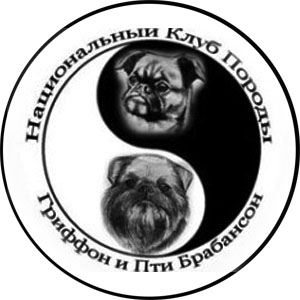 Национальный Клуб Породы
Гриффон и Пти Брабансон